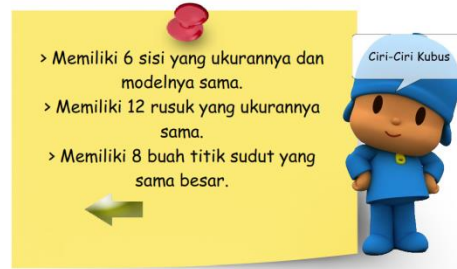 > Memiliki 6 sisi yang ukurannya dan
modelnya sama.
> Memiliki 12 rusuk yang ukurannya
sama.
> Memiliki 8 buah titik sudut yang
sama besar.
Ciri-Ciri Kubus